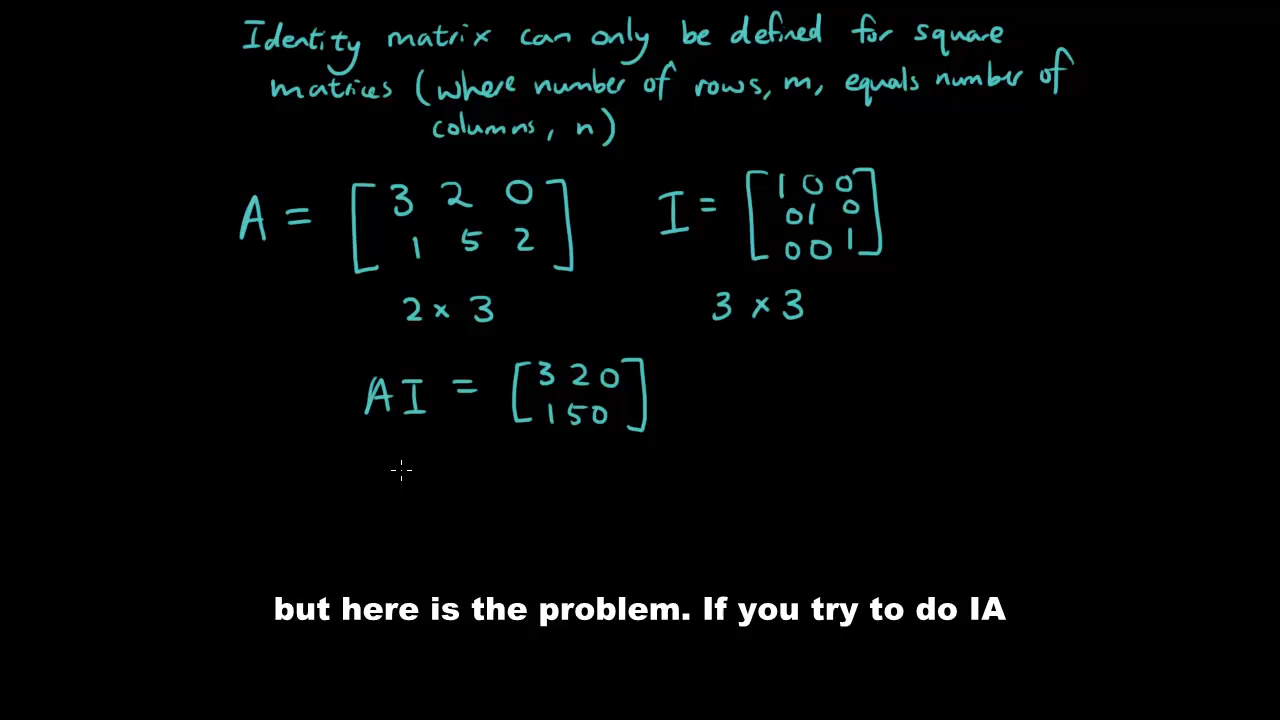 Identity matrix can only be defined for square
matrices (where number of rows, m, equals number of
columns, n)
A = [3 2 0
1 5 2]
I = [1 0 0
0 1 0
0 0 1]
2 × 3
3 × 3
AI = [3 2 0
1 5 0]
but here is the problem. If you try to do IA